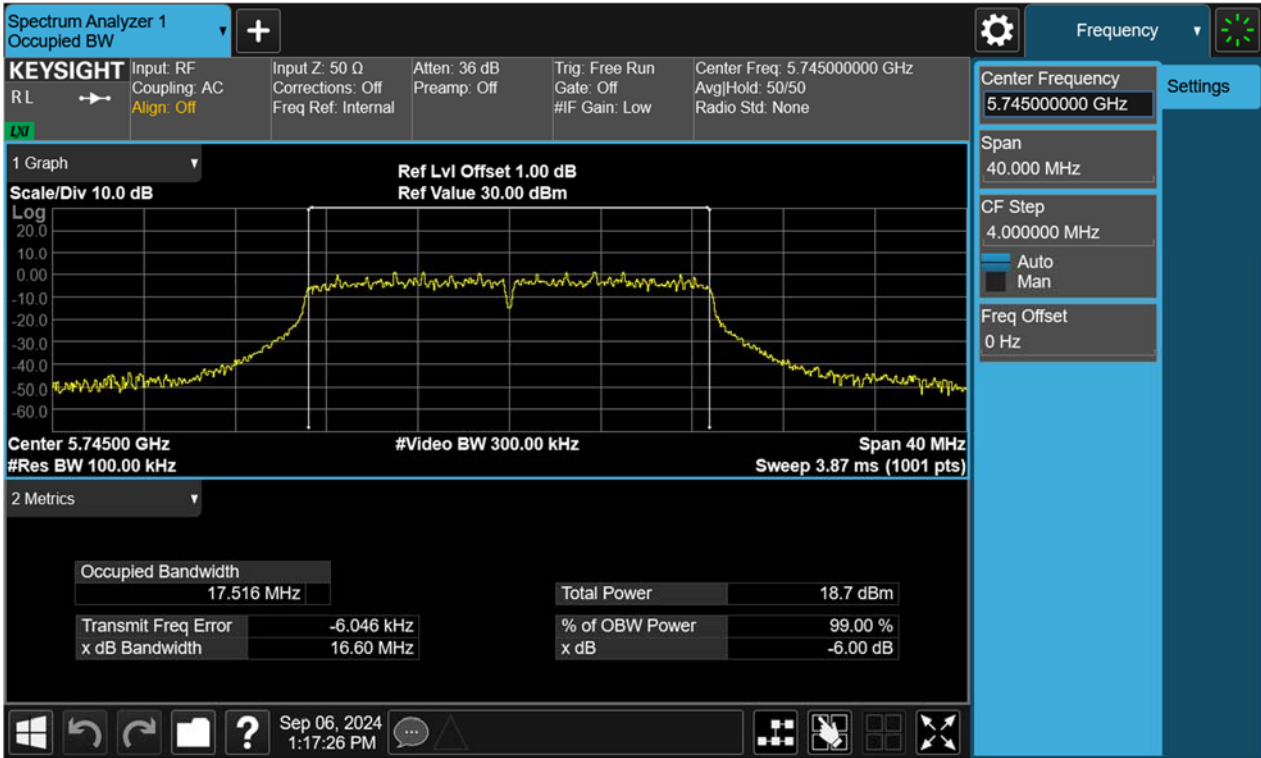 Spectrum Analyzer 1
Occupied BW
+
Frequency
KEYSIGHT
R L
LXI
Input: RF
Coupling: AC
Align: Off
Input Z: 50 Ω
Corrections: Off
Freq Ref: Internal
Atten: 36 dB
Preamp: Off
Trig: Free Run
Gate: Off
#IF Gain: Low
Center Freq: 5.745000000 GHz
Avg|Hold: 50/50
Radio Std: None
1 Graph
Scale/Div 10.0 dB
Ref Lvl Offset 1.00 dB
Ref Value 30.00 dBm
Log
20.0
10.0
0.00
-10.0
-20.0
-30.0
-40.0
-50.0
-60.0
Center 5.74500 GHz
#Video BW 300.00 kHz
Span 40 MHz
#Res BW 100.00 kHz
Sweep 3.87 ms (1001 pts)
2 Metrics
Occupied Bandwidth
17.516 MHz
Total Power 18.7 dBm
Transmit Freq Error -6.046 kHz
% of OBW Power 99.00 %
x dB Bandwidth 16.60 MHz
x dB -6.00 dB
?
Sep 06, 2024
1:17:26 PM
Center Frequency
5.745000000 GHz
Settings
Span
40.000 MHz
CF Step
4.000000 MHz
Auto
Man
Freq Offset
0 Hz